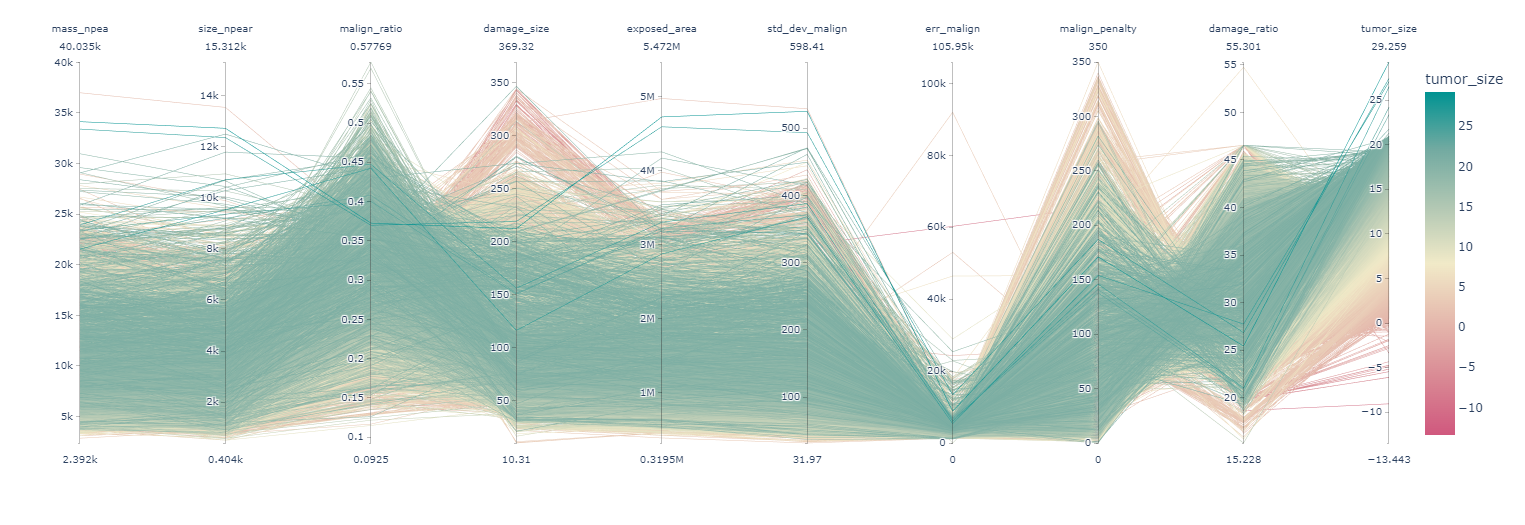 mass_npea size_npear malign_ratio damage_size exposed_area std_dev_malign err_malign malign_penalty damage_ratio tumor_size
40.035k 15.312k 0.57769 369.32 5.472M 598.41 105.95k 350 55.301 29.259
40k
35k
30k
25k
20k
15k
10k
5k
14k
12k
10k
8k
6k
4k
2k
0.55
0.5
0.45
0.4
0.35
0.3
0.25
0.2
0.15
0.1
350
300
250
200
150
100
50
5M
4M
3M
2M
1M
500
400
300
200
100
100k
80k
60k
40k
20k
0
350
300
250
200
150
100
50
0
55
50
45
40
35
30
25
20
25
20
15
10
5
0
−5
−10
2.392k 0.404k 0.0925 10.31 0.3195M 31.97 0 0 15.228 −13.443
tumor_size
25
20
15
10
5
0
−5
−10